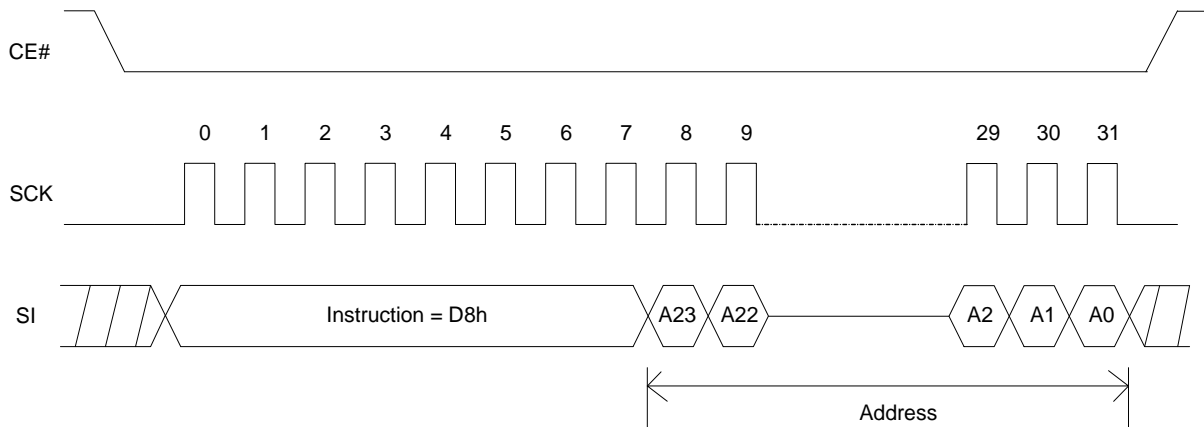 CE#
0 1 2 3 4 5 6 7 8 9 29 30 31
SCK
SI Instruction = D8h A23 A22 A2 A1 A0
Address